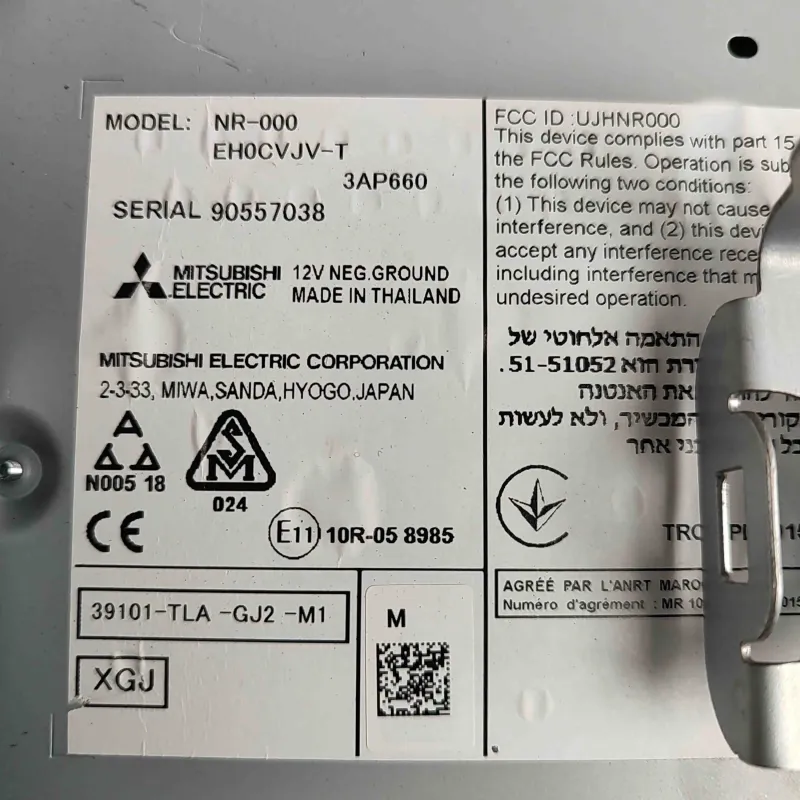 MODEL: NR-000
EH0CVJV-T
3AP660
SERIAL 90557038
MITSUBISHI ELECTRIC
12V NEG.GROUND
MADE IN THAILAND
MITSUBISHI ELECTRIC CORPORATION
2-3-33, MIWA,SANDA,HYOGO,JAPAN
N005 18
024
CE
E11 10R-05 8985
39101-TLA -GJ2 -M1
XGJ
M
FCC ID :UJHNR000
This device complies with part 15
the FCC Rules. Operation is sub
the following two conditions:
(1) This device may not cause
interference, and (2) this devi
accept any interference rece
including interference that m
undesired operation.
התאמה אלחוטי של
חוא 51-51052.
את האנטנה
המכשיר, ולא לעשות
אחר
AGRÉÉ PAR L'ANRT MARO
Numéro d'agrément : MR 10